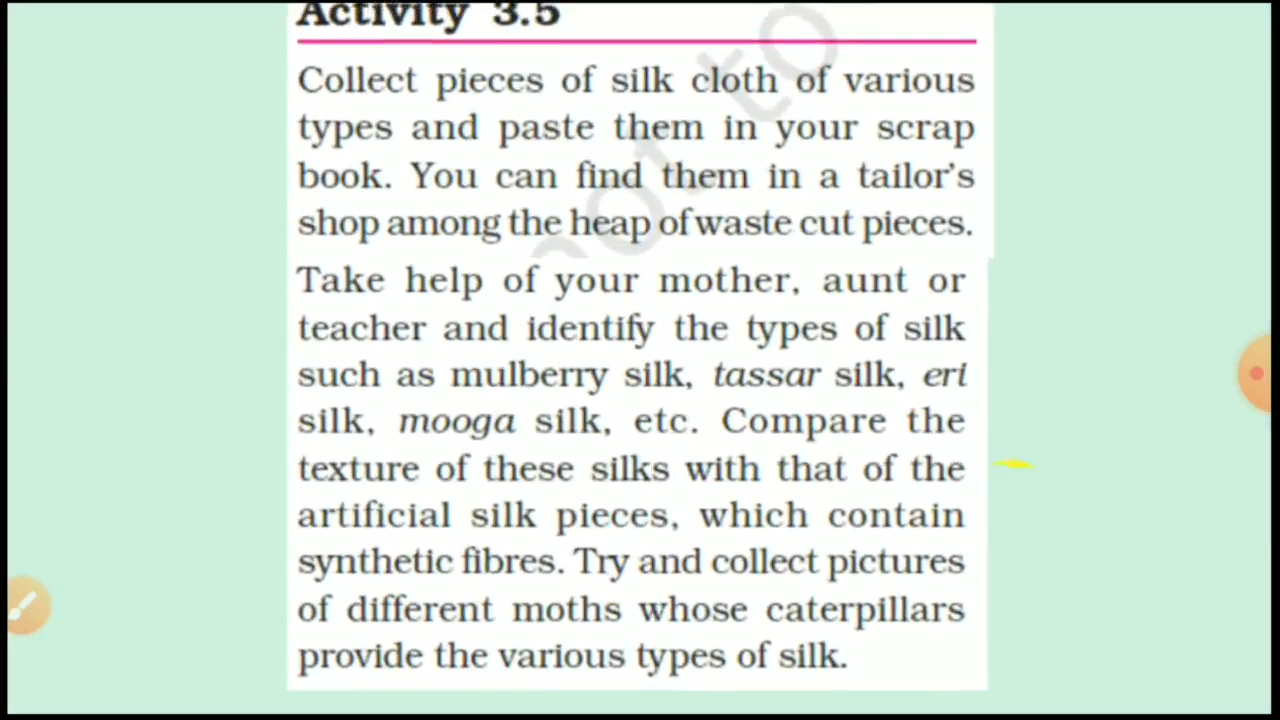 Activity 3.5
Collect pieces of silk cloth of various
types and paste them in your scrap
book. You can find them in a tailor's
shop among the heap of waste cut pieces.
Take help of your mother, aunt or
teacher and identify the types of silk
such as mulberry silk, tassar silk, eri
silk, mooga silk, etc. Compare the
texture of these silks with that of the
artificial silk pieces, which contain
synthetic fibres. Try and collect pictures
of different moths whose caterpillars
provide the various types of silk.
not to